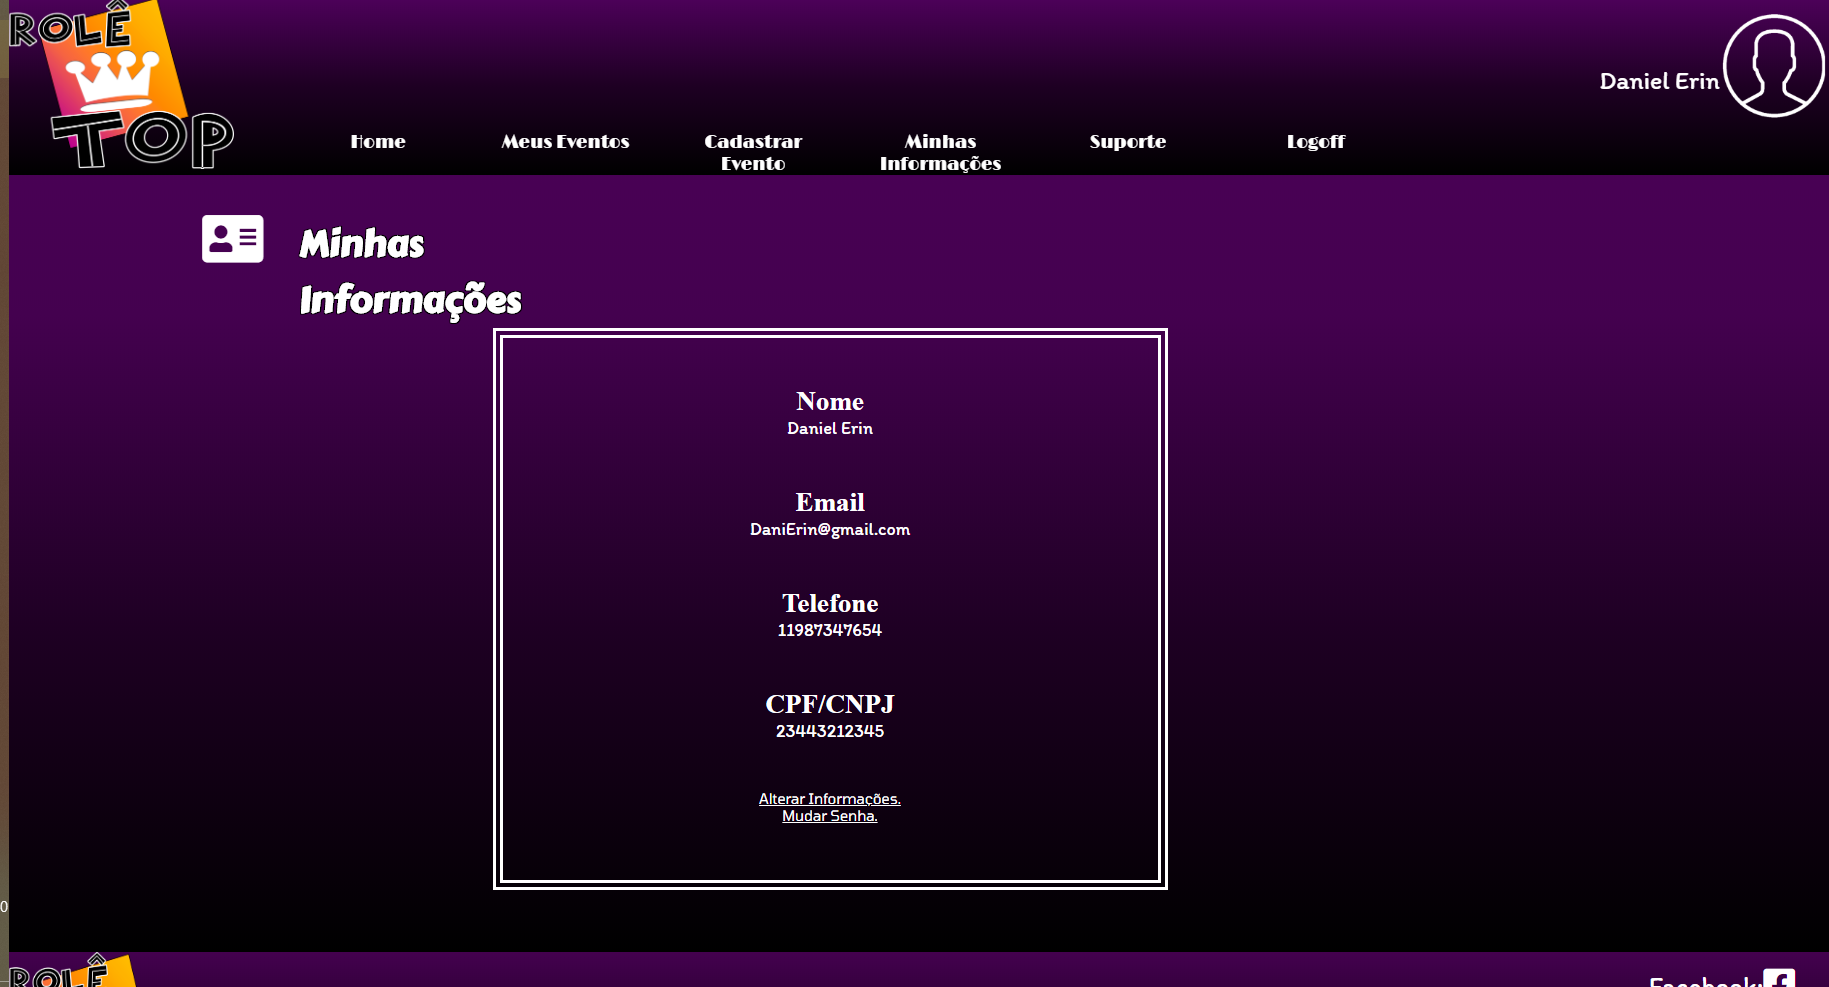 ROLÊ
TOP
Daniel Erin
Home
Meus Eventos
Cadastrar
Evento
Minhas
Informações
Suporte
Logoff
Minhas
Informações
Nome
Daniel Erin
Email
DaniErin@gmail.com
Telefone
11987347654
CPF/CNPJ
23443212345
Alterar Informações.
Mudar Senha.
0
ROLÊ
Facebook: